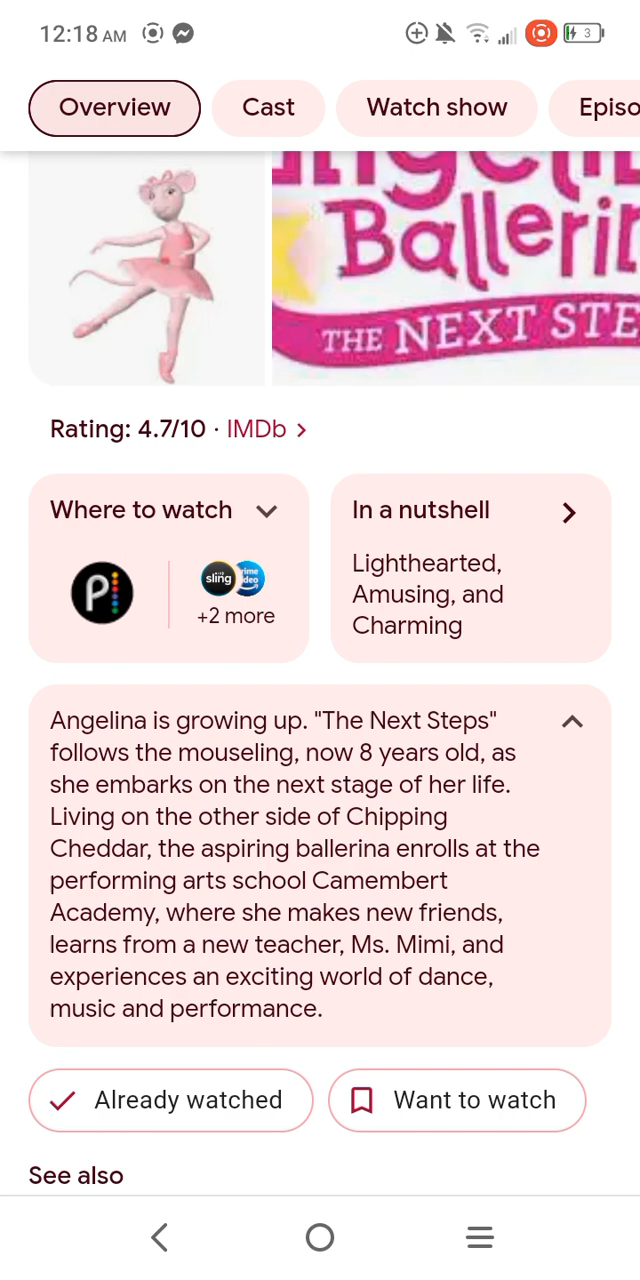 12:18 AM
3
Overview
Cast
Watch show
Episo
Ballerin
THE NEXT STE
Rating: 4.7/10 · IMDb
Where to watch
In a nutshell
P
sling
+2 more
Lighthearted,
Amusing, and
Charming
Angelina is growing up. "The Next Steps"
follows the mouseling, now 8 years old, as
she embarks on the next stage of her life.
Living on the other side of Chipping
Cheddar, the aspiring ballerina enrolls at the
performing arts school Camembert
Academy, where she makes new friends,
learns from a new teacher, Ms. Mimi, and
experiences an exciting world of dance,
music and performance.
Already watched
Want to watch
See also